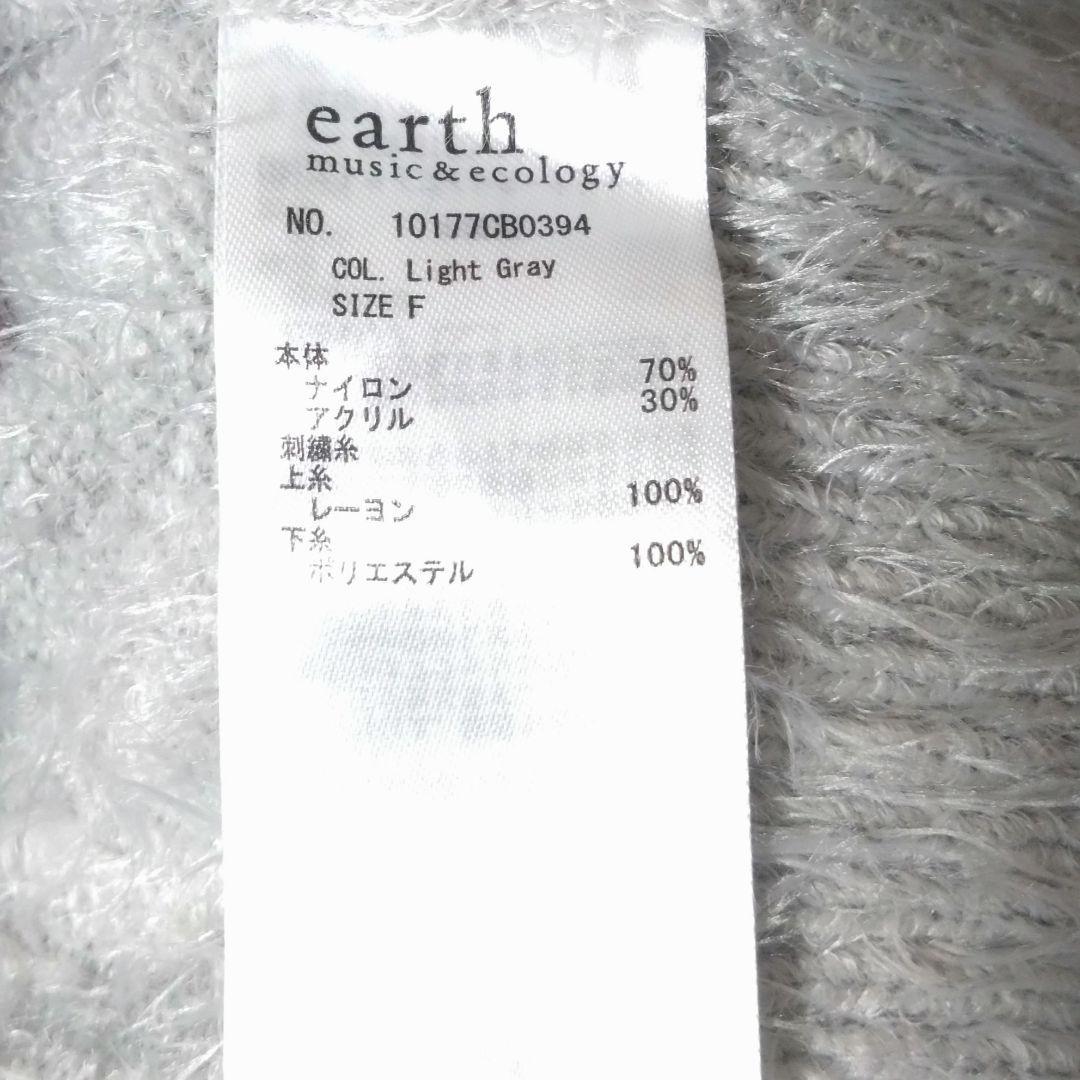 earth
music & ecology
NO. 10177CB0394
COL. Light Gray
SIZE F
本体
ナイロン 70%
アクリル 30%
刺繍糸
上糸
レーヨン 100%
下糸
ポリエステル 100%